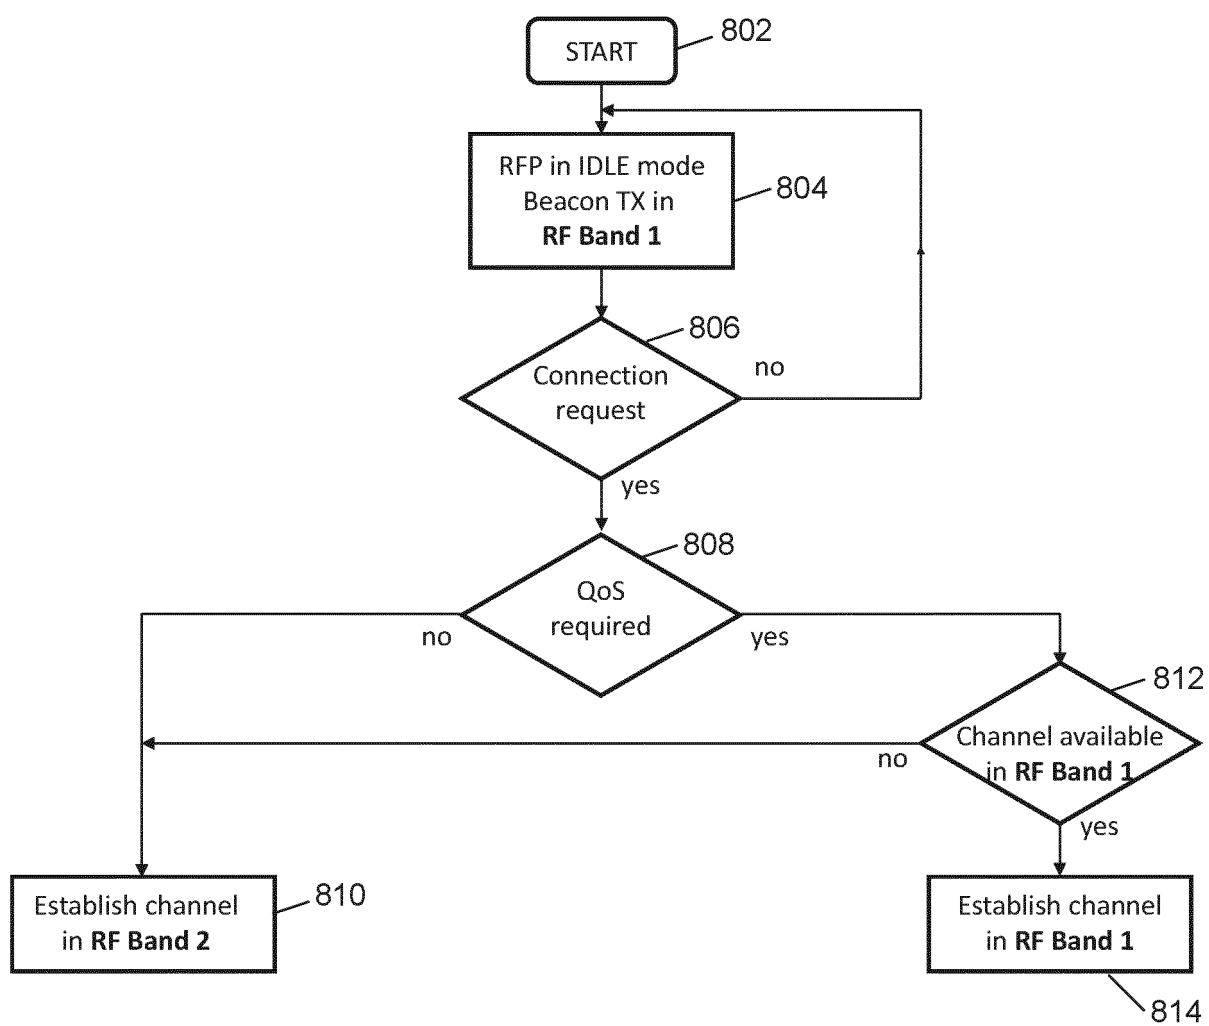 START
802
RFP in IDLE mode
Beacon TX in
RF Band 1
804
806
Connection
request
no
yes
808
QoS
required
no
yes
812
Channel available
in RF Band 1
no
yes
Establish channel
in RF Band 2
810
Establish channel
in RF Band 1
814